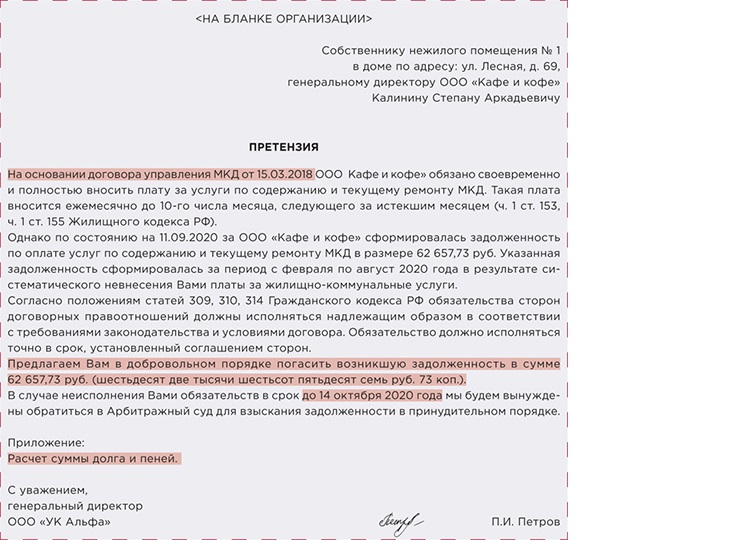 <НА БЛАНКЕ ОРГАНИЗАЦИИ>
Собственнику нежилого помещения № 1
в доме по адресу: ул. Лесная, д. 69,
генеральному директору ООО «Кафе и кофе»
Калинину Степану Аркадьевичу
ПРЕТЕНЗИЯ
На основании договора управления МКД от 15.03.2018 ООО Кафе и кофе» обязано своевременно
и полностью вносить плату за услуги по содержанию и текущему ремонту МКД. Такая плата
вносится ежемесячно до 10-го числа месяца, следующего за истекшим месяцем (ч. 1 ст. 153,
ч. 1 ст. 155 Жилищного кодекса РФ).
Однако по состоянию на 11.09.2020 за ООО «Кафе и кофе» сформировалась задолженность
по оплате услуг по содержанию и текущему ремонту МКД в размере 62 657,73 руб. Указанная
задолженность сформировалась за период с февраля по август 2020 года в результате си-
стематического невнесения Вами платы за жилищно-коммунальные услуги.
Согласно положениям статей 309, 310, 314 Гражданского кодекса РФ обязательства сторон
договорных правоотношений должны исполняться надлежащим образом в соответствии
с требованиями законодательства и условиями договора. Обязательство должно исполняться
точно в срок, установленный соглашением сторон.
Предлагаем Вам в добровольном порядке погасить возникшую задолженность в сумме
62 657,73 руб. (шестьдесят две тысячи шестьсот пятьдесят семь руб. 73 коп.).
В случае неисполнения Вами обязательств в срок до 14 октября 2020 года мы будем вынужде-
ны обратиться в Арбитражный суд для взыскания задолженности в принудительном порядке.
Приложение:
Расчет суммы долга и пеней.
С уважением,
генеральный директор
ООО «УК Альфа» П.И. Петров